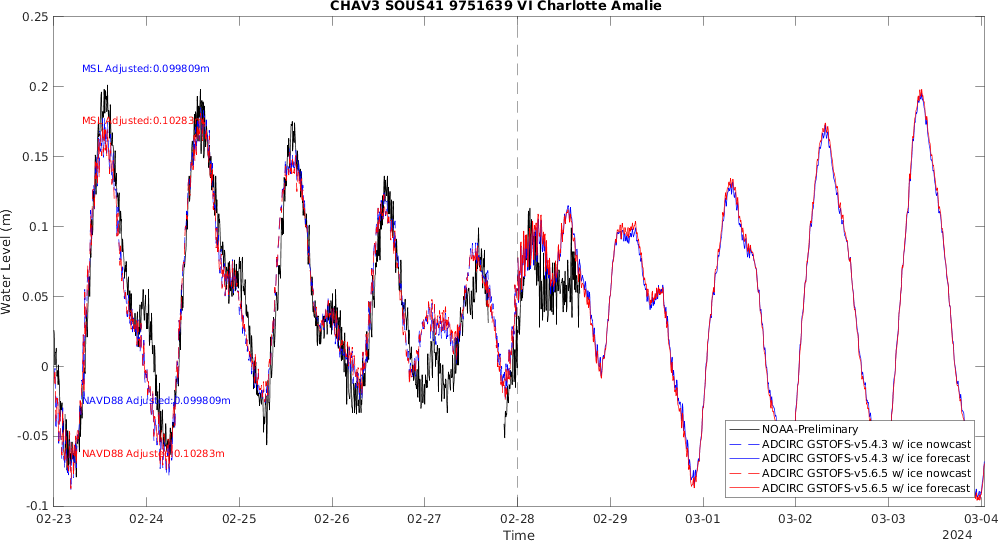 CHAV3 SOUS41 9751639 VI Charlotte Amalie
0.25
0.2
0.15
0.1
0.05
0
-0.05
-0.1
Water Level (m)
MSL Adjusted:0.099809m
MSL Adjusted:0.10283
NAVD88 Adjusted:0.099809m
NAVD88 Adjusted:0.10283m
NOAA-Preliminary
ADCIRC GSTOFS-v5.4.3 w/ ice nowcast
ADCIRC GSTOFS-v5.4.3 w/ ice forecast
ADCIRC GSTOFS-v5.6.5 w/ ice nowcast
ADCIRC GSTOFS-v5.6.5 w/ ice forecast
02-23 02-24 02-25 02-26 02-27 02-28 02-29 03-01 03-02 03-03 03-04
Time
2024